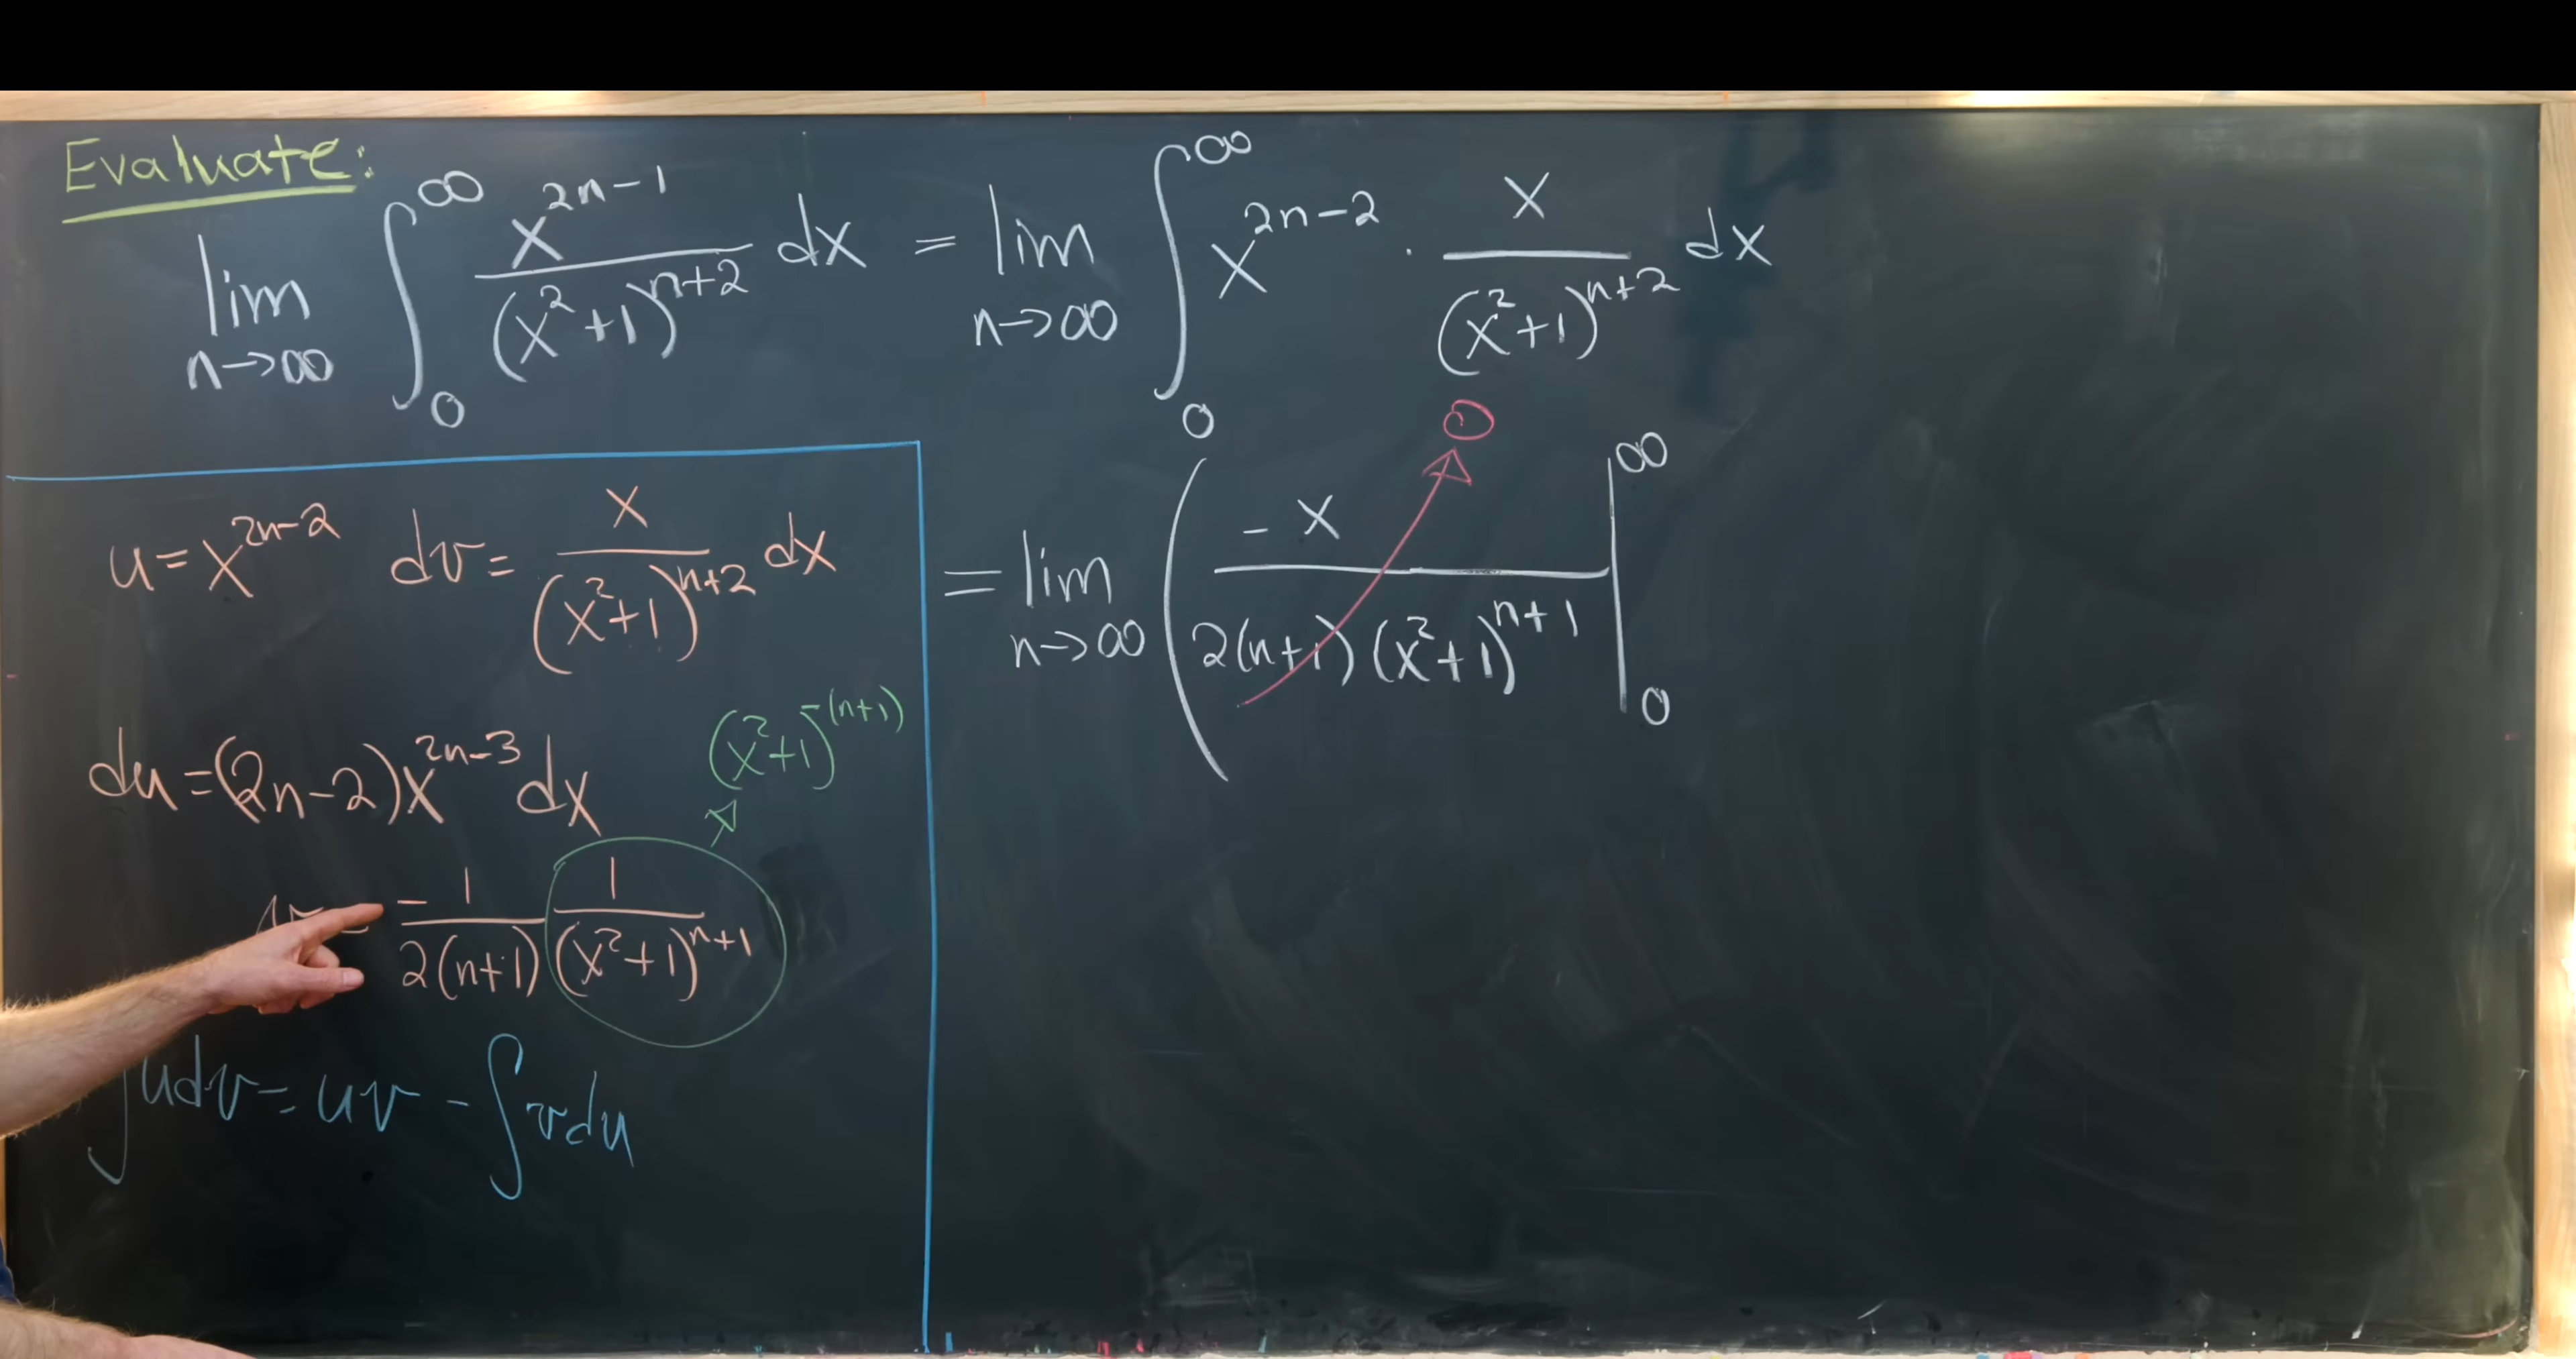 Evaluate:
lim n→∞ ∫₀^∞ x^(2n-1)/(x²+1)^(n+2) dx = lim n→∞ ∫₀^∞ x^(2n-2) · x/(x²+1)^(n+2) dx
u = x^(2n-2) dv = x/(x²+1)^(n+2) dx
du = (2n-2)x^(2n-3) dx
(x²+1)^(-(n+1))
= -1/(2(n+1)) 1/(x²+1)^(n+1)
∫udv = uv - ∫vdu
= lim n→∞ ( -x/(2(n+1)(x²+1)^(n+1)) |₀^∞
0